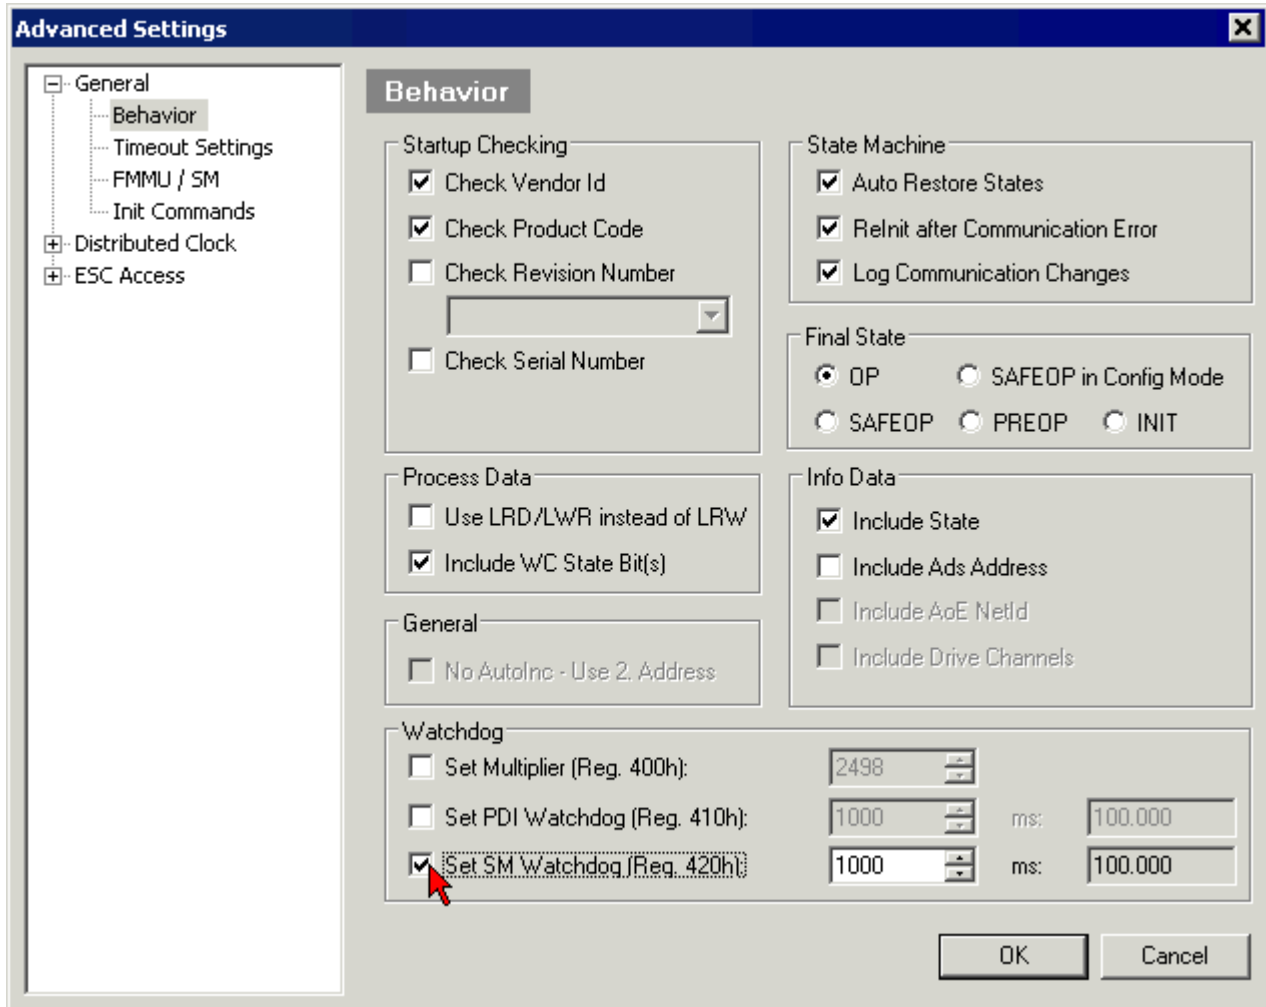 Advanced Settings
General
Behavior
Timeout Settings
FMMU / SM
Init Commands
Distributed Clock
ESC Access
Behavior
Startup Checking
Check Vendor Id
Check Product Code
Check Revision Number
Check Serial Number
State Machine
Auto Restore States
ReInit after Communication Error
Log Communication Changes
Final State
OP SAFEOP in Config Mode
SAFEOP PREOP INIT
Process Data
Use LRD/LWR instead of LRW
Include WC State Bit(s)
Info Data
Include State
Include Ads Address
Include AoE NetId
Include Drive Channels
General
No AutoInc - Use 2. Address
Watchdog
Set Multiplier (Reg. 400h): 2498
Set PDI Watchdog (Reg. 410h): 1000 ms: 100.000
Set SM Watchdog (Reg. 420h): 1000 ms: 100.000
OK Cancel